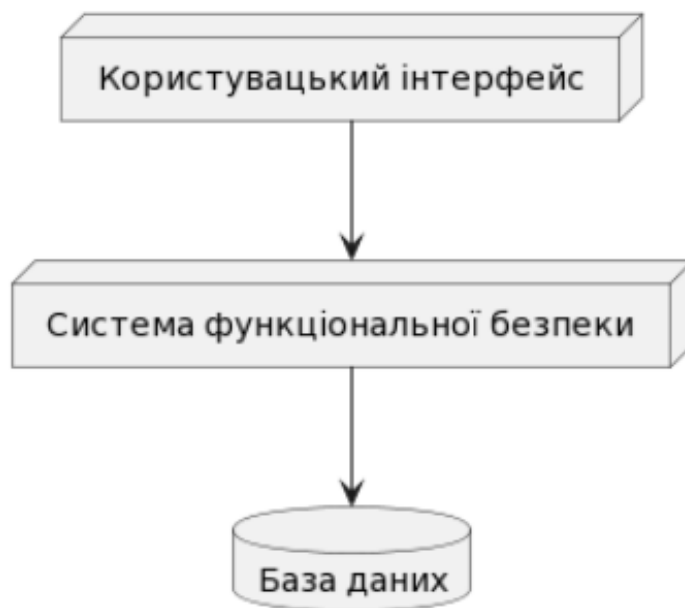 Користувацький інтерфейс
Система функціональної безпеки
База даних